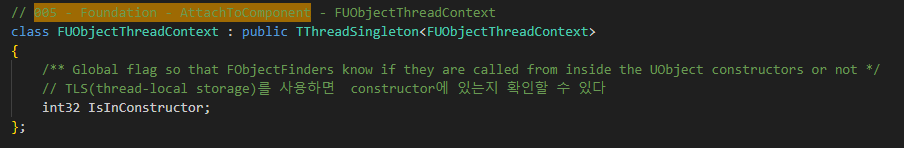 // 005 - Foundation - AttachToComponent - FUObjectThreadContext
class FUObjectThreadContext : public TThreadSingleton<FUObjectThreadContext>
{
/** Global flag so that FObjectFinders know if they are called from inside the UObject constructors or not */
// TLS(thread-local storage)를 사용하면  constructor에 있는지 확인할 수 있다
int32 IsInConstructor;
};